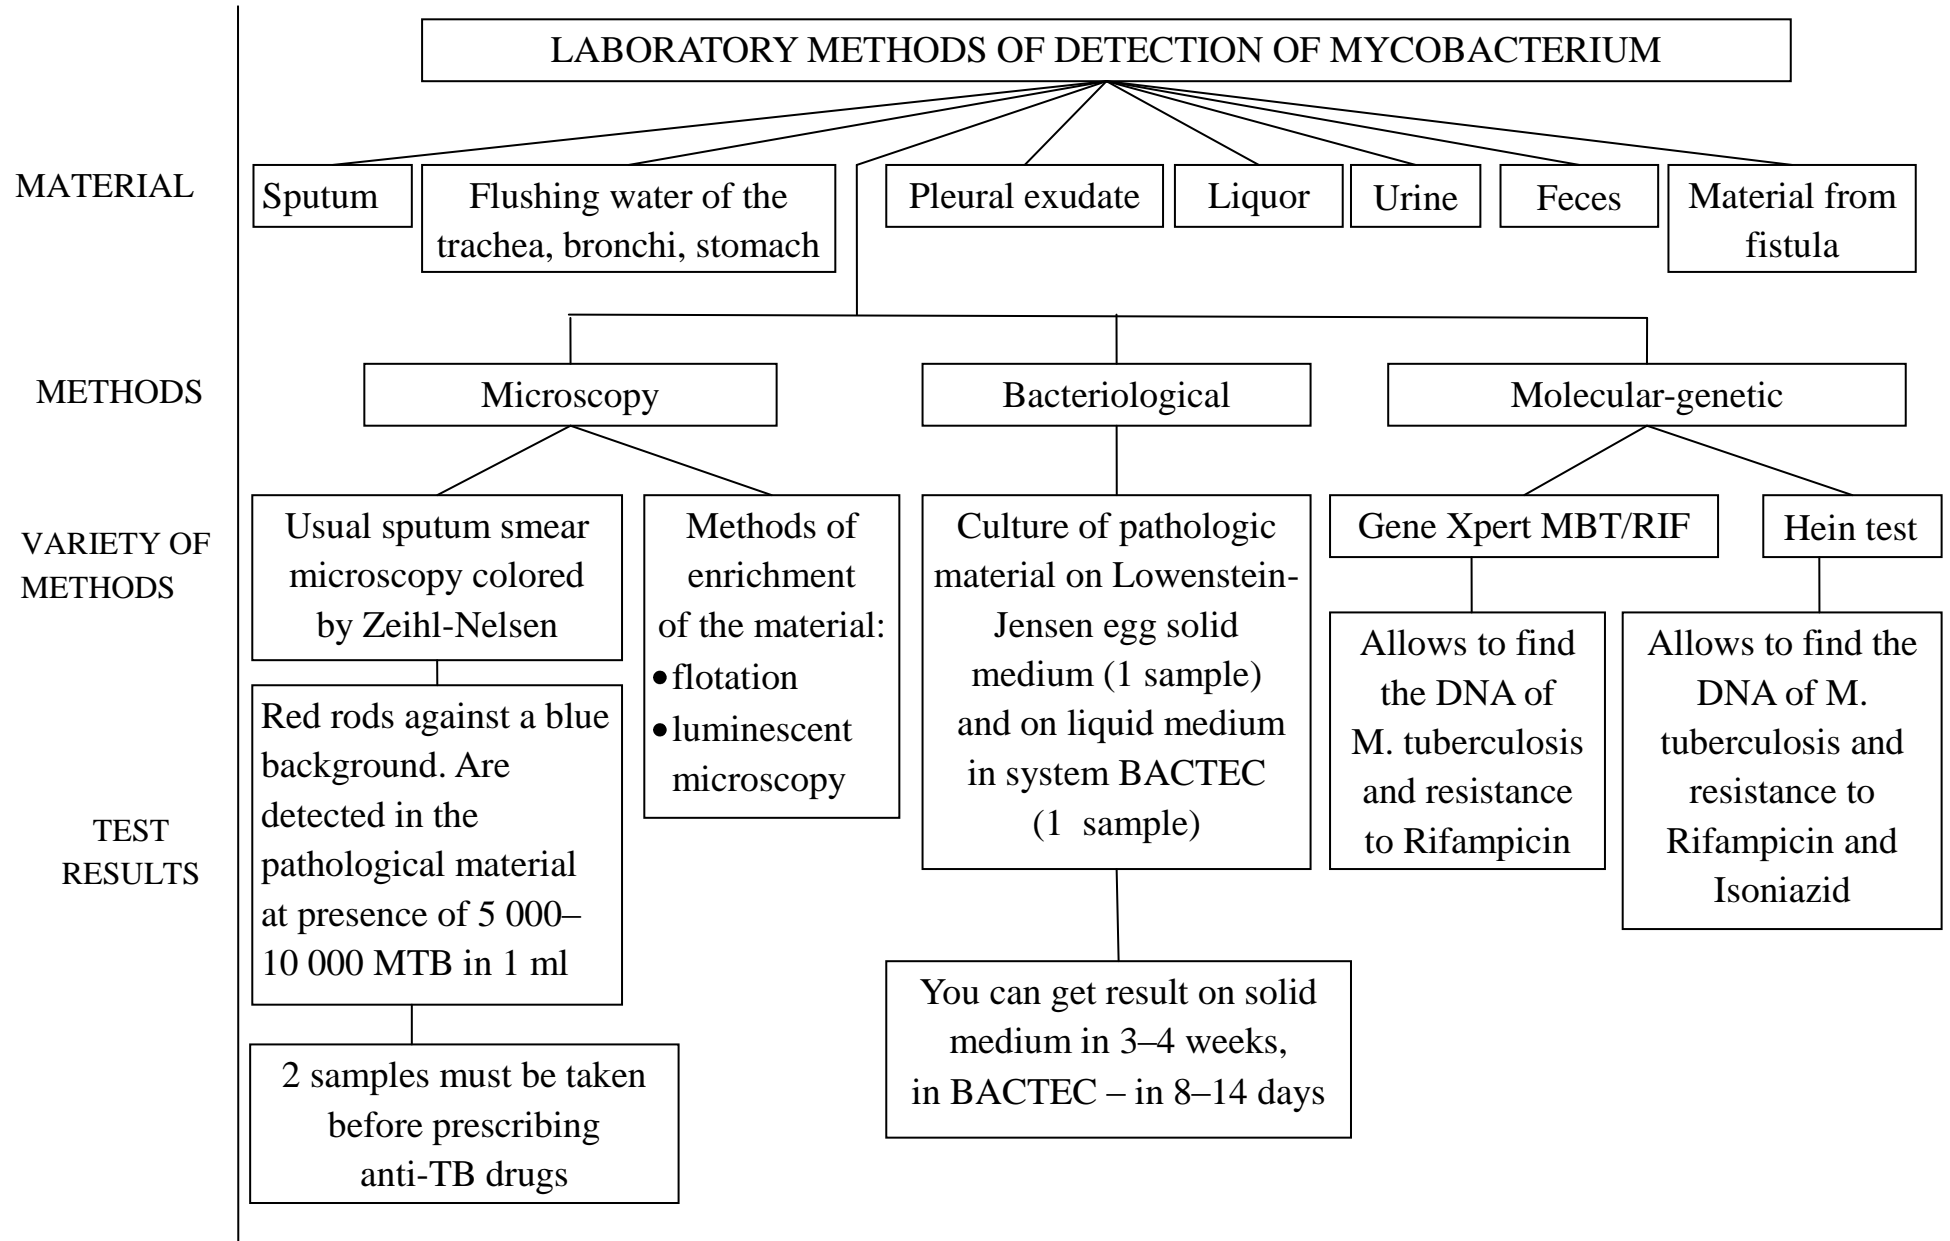 LABORATORY METHODS OF DETECTION OF MYCOBACTERIUM
MATERIAL
Sputum
Flushing water of the
trachea, bronchi, stomach
Pleural exudate
Liquor
Urine
Feces
Material from
fistula
METHODS
Microscopy
Bacteriological
Molecular-genetic
VARIETY OF
METHODS
Usual sputum smear
microscopy colored
by Zeihl-Nelsen
Methods of
enrichment
of the material:
•flotation
•luminescent
microscopy
Culture of pathologic
material on Lowenstein-
Jensen egg solid
medium (1 sample)
and on liquid medium
in system BACTEC
(1 sample)
Gene Xpert MBT/RIF
Hein test
TEST
RESULTS
Red rods against a blue
background. Are
detected in the
pathological material
at presence of 5 000–
10 000 MTB in 1 ml
Allows to find
the DNA of
M. tuberculosis
and resistance
to Rifampicin
Allows to find the
DNA of M.
tuberculosis and
resistance to
Rifampicin and
Isoniazid
You can get result on solid
medium in 3–4 weeks,
in BACTEC – in 8–14 days
2 samples must be taken
before prescribing
anti-TB drugs